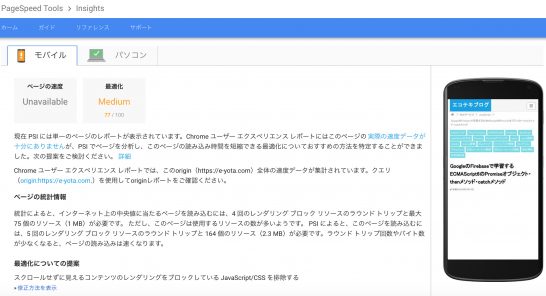 PageSpeed Tools > Insights
ホーム ガイド リファレンス サポート
モバイル パソコン
ページの速度
Unavailable
最適化
Medium
77 / 100
現在 PSI には単一のページのレポートが表示されています。Chrome ユーザー エクスペリエンス レポートにはこのページの 実際の速度データが
十分にありませんが、PSI でページを分析し、このページの読み込み時間を短縮できる最適化についておすすめの方法を特定することができまし
た。次の提案をご検討ください。 詳細
Chrome ユーザー エクスペリエンス レポートでは、このorigin（https://e-yota.com）全体の速度データが集計されています。クエリ
（origin:https://e-yota.com,）を使用してoriginレポートをご確認ください。
ページの統計情報
統計によると、インターネット上の中央値に当たるページを読み込むには、4 回のレンダリング ブロック リソースのラウンド トリップと最大
75 個のリソース（1 MB）が必要です。ただし、このページは使用するリソースの数が多いようです。 PSI によると、このページを読み込む
には、5 回のレンダリング ブロック リソースのラウンド トリップと 164 個のリソース（2.3 MB）が必要です。ラウンド トリップ回数やバイト数
が少なくなると、ページの読み込みは速くなります。
最適化についての提案
スクロールせずに見えるコンテンツのレンダリングをブロックしている JavaScript/CSS を排除する
▸修正方法を表示
エコテキブログ
GoogleのFirebaseで学習する
ECMAScript6のPromiseオブジェクト・
thenメソッド・catchメソッド